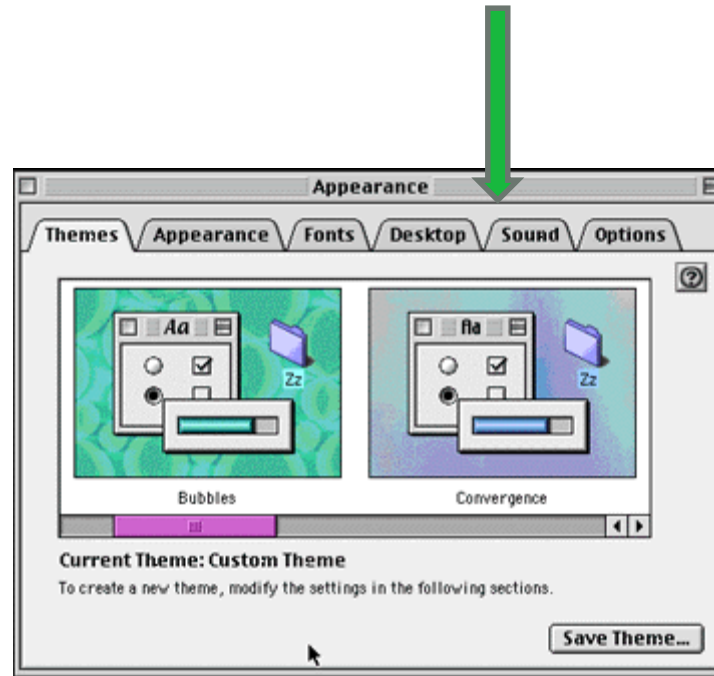 Appearance
Themes Appearance Fonts Desktop Sound Options
Aa Aa
Zz Zz
Bubbles Convergence
Current Theme: Custom Theme
To create a new theme, modify the settings in the following sections.
Save Theme...